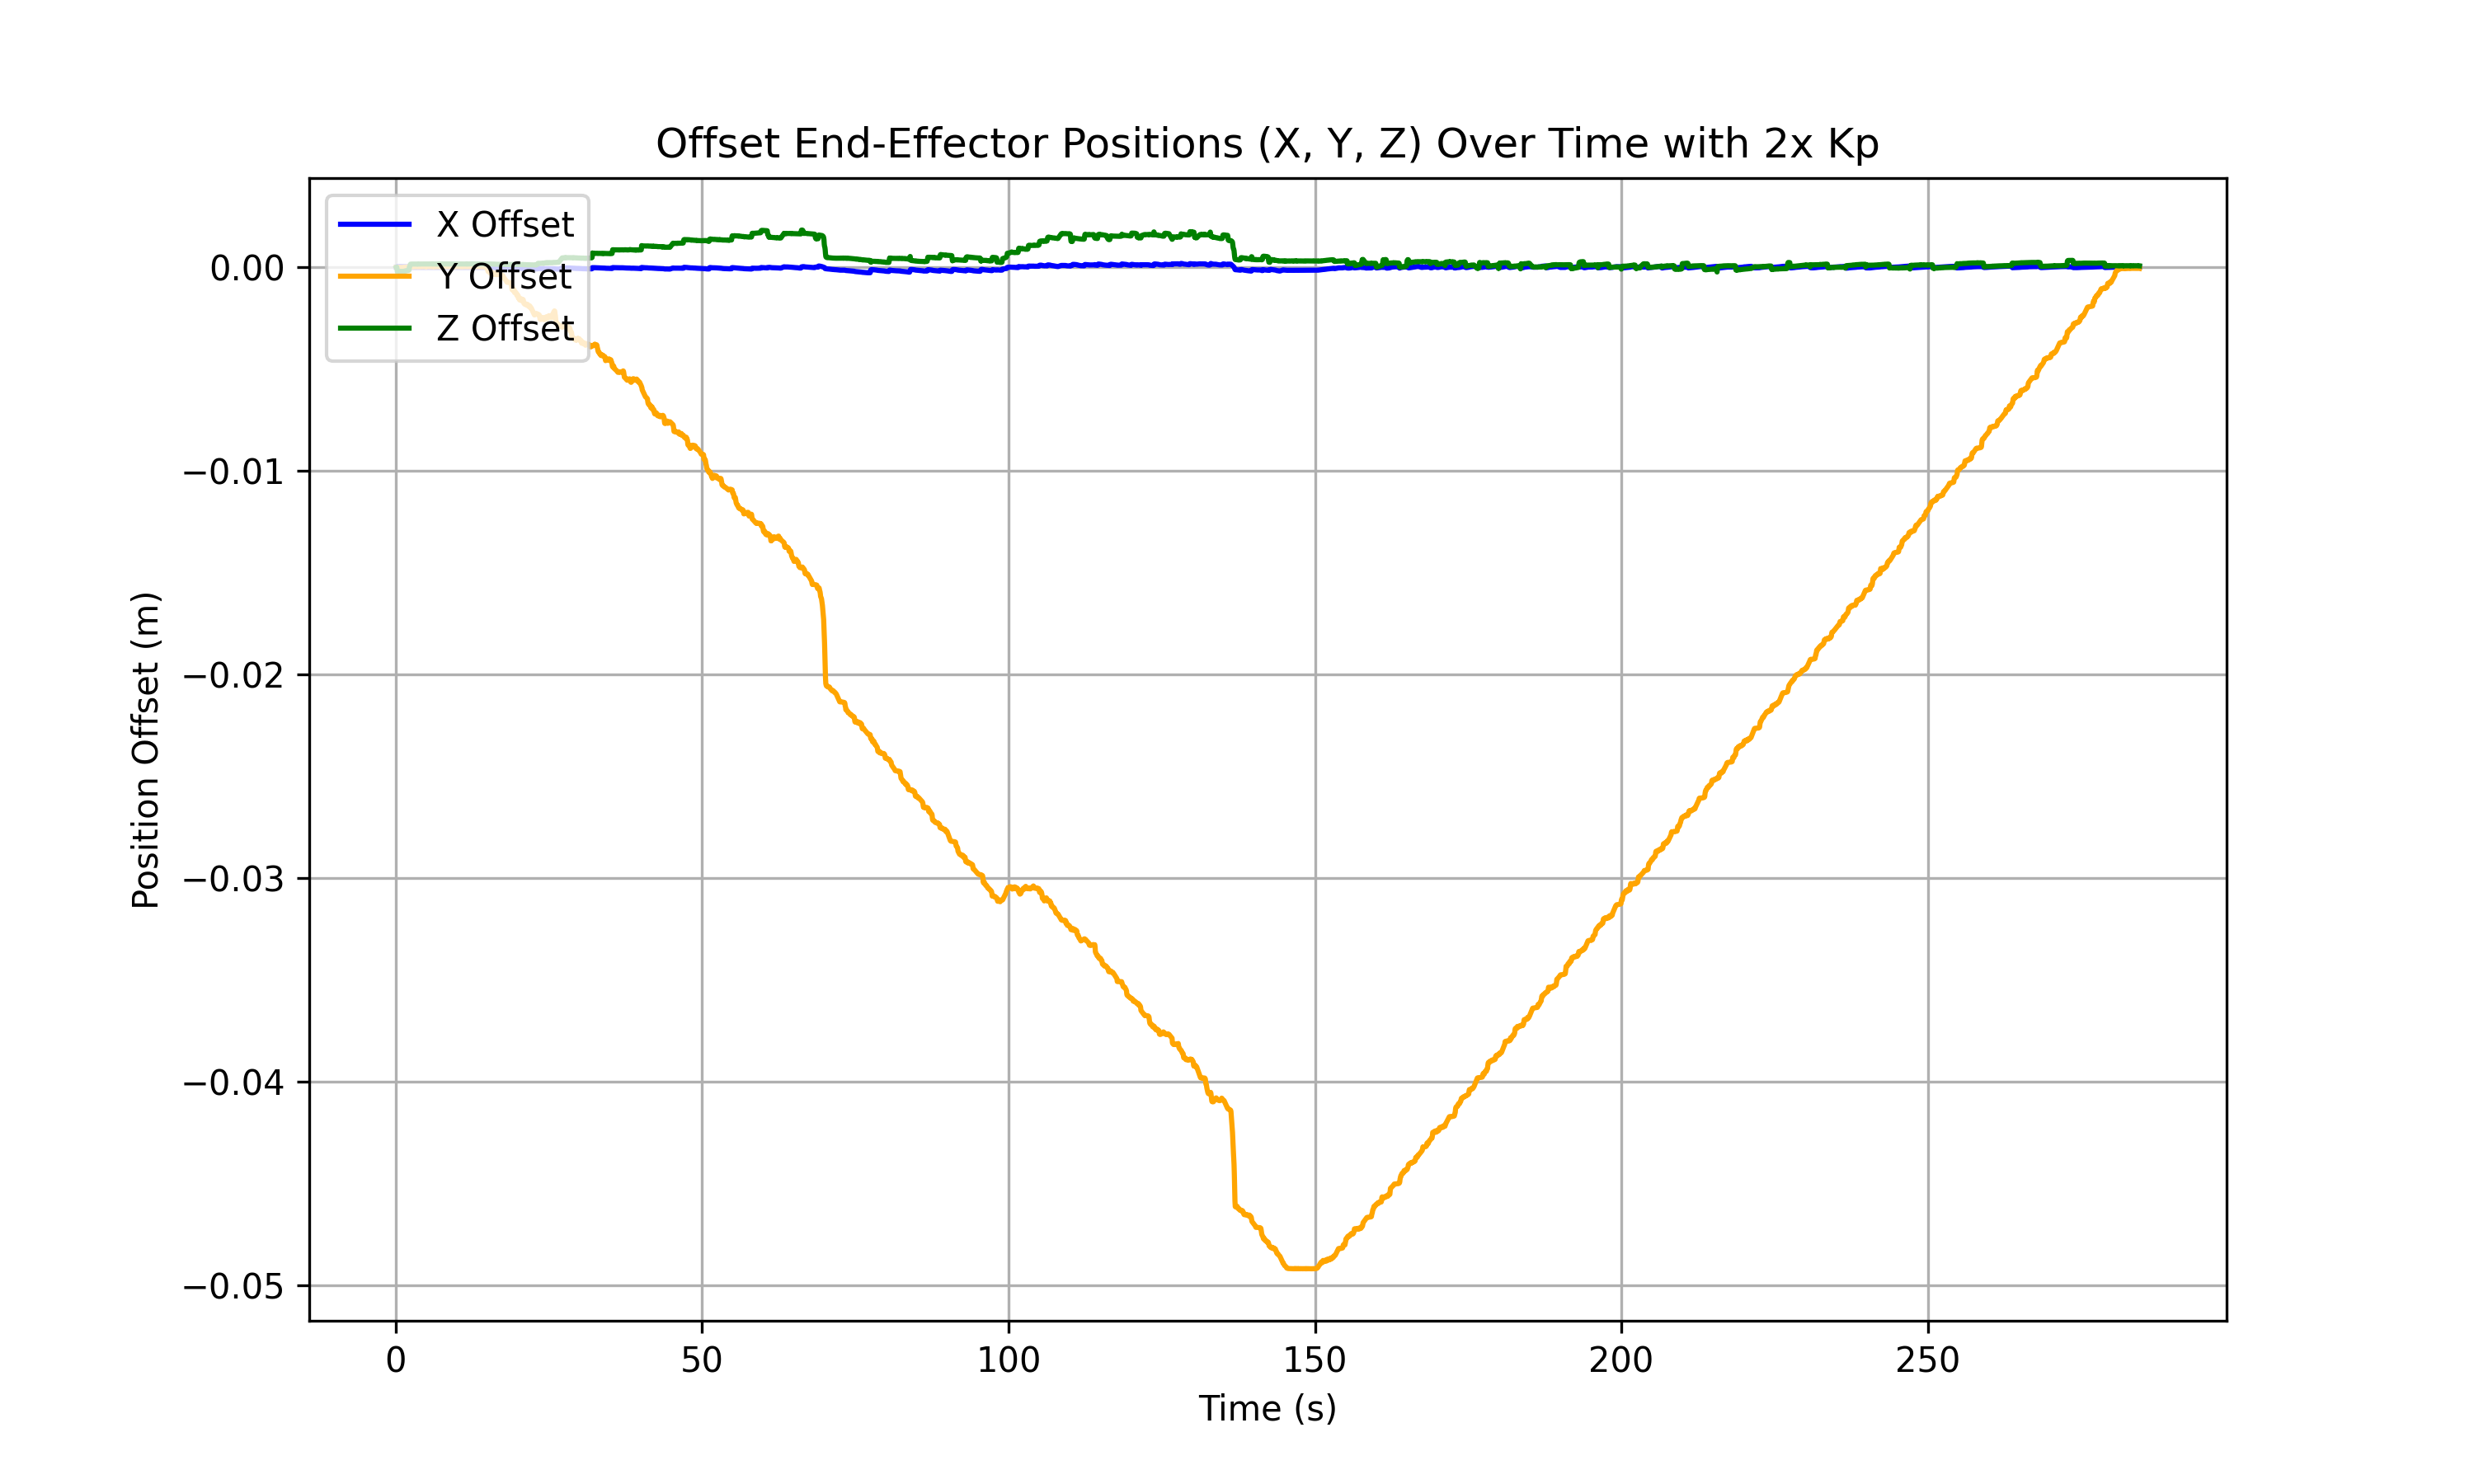 Offset End-Effector Positions (X, Y, Z) Over Time with 2x Kp
X Offset
Y Offset
Z Offset
0.00
−0.01
−0.02
−0.03
−0.04
−0.05
Position Offset (m)
0 50 100 150 200 250
Time (s)